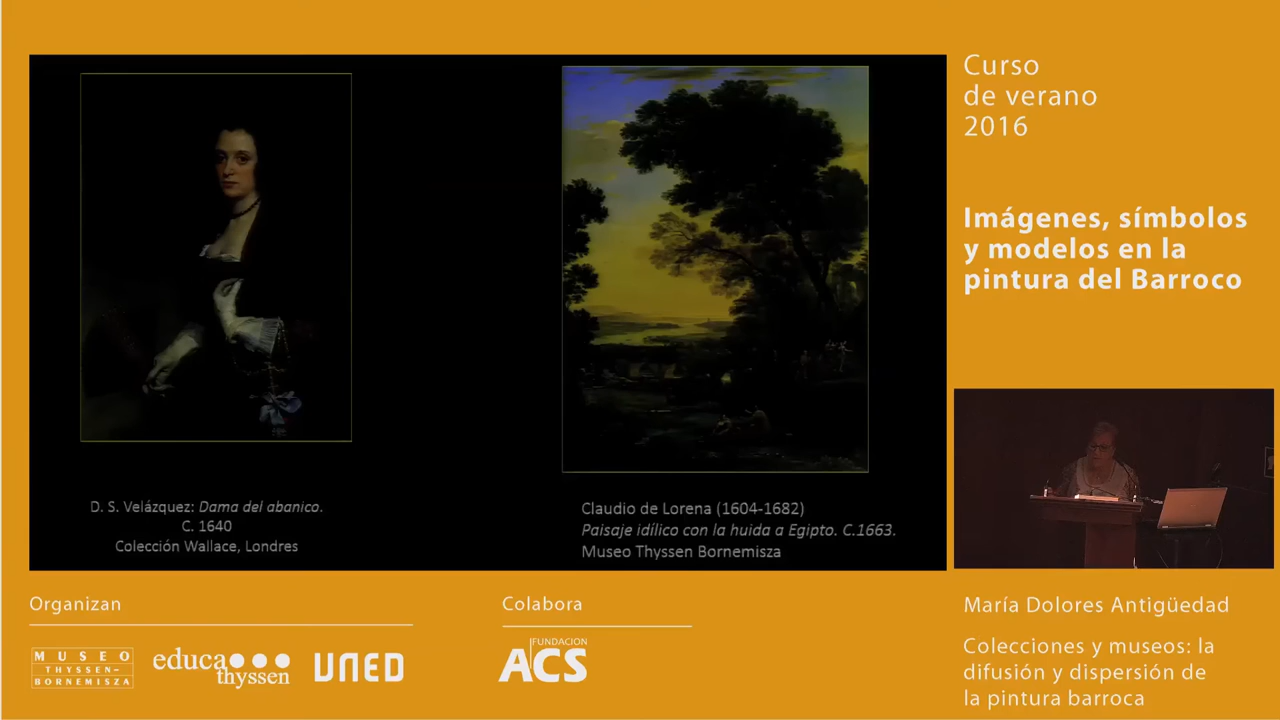 Curso
de verano
2016
Imágenes, símbolos
y modelos en la
pintura del Barroco
D. S. Velázquez: Dama del abanico.
C. 1640
Colección Wallace, Londres
Claudio de Lorena (1604-1682)
Paisaje idílico con la huida a Egipto. C.1663.
Museo Thyssen Bornemisza
Organizan
MUSEO
THYSSEN-
BORNEMISZA
educa
thyssen
UNED
Colabora
FUNDACION
ACS
María Dolores Antigüedad
Colecciones y museos: la
difusión y dispersión de
la pintura barroca